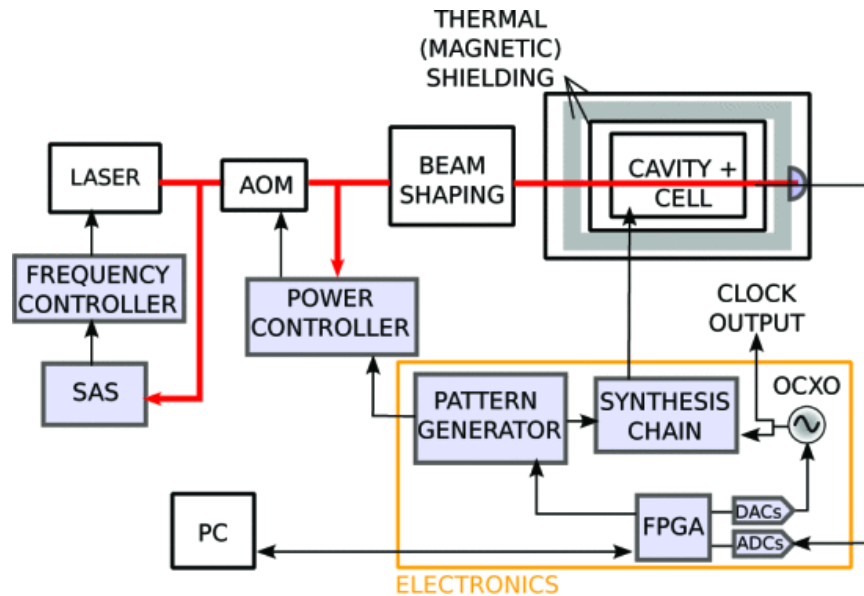 THERMAL
(MAGNETIC)
SHIELDING
LASER
AOM
BEAM
SHAPING
CAVITY +
CELL
FREQUENCY
CONTROLLER
POWER
CONTROLLER
CLOCK
OUTPUT
SAS
PATTERN
GENERATOR
SYNTHESIS
CHAIN
OCXO
PC
FPGA
DACs
ADCs
ELECTRONICS